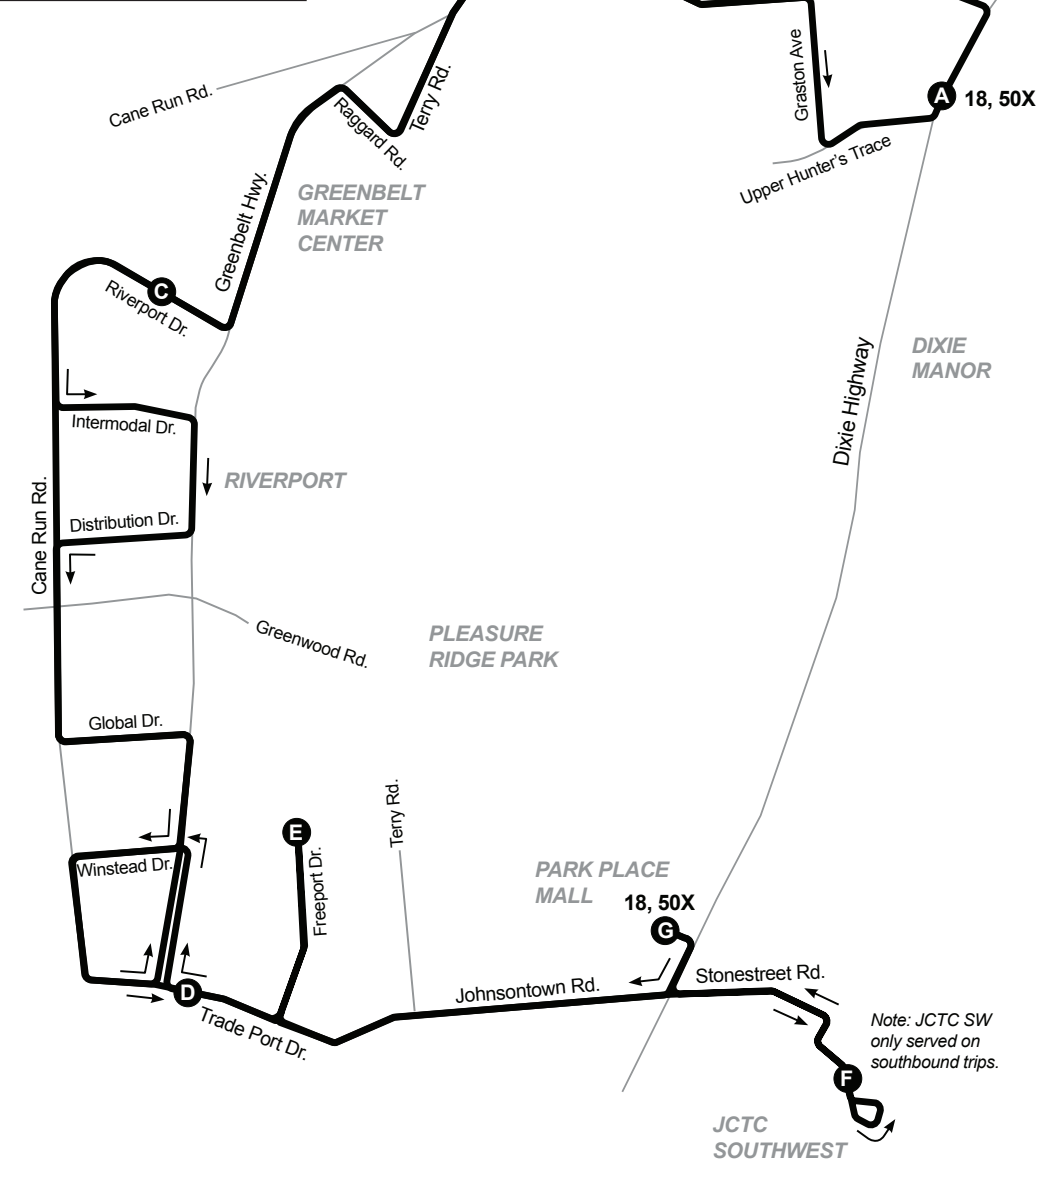 Graston Ave
A
18, 50X
Cane Run Rd.
Terry Rd.
Raggard Rd.
Upper Hunter's Trace
GREENBELT
MARKET
CENTER
Greenbelt Hwy.
C
Riverport Dr.
DIXIE
MANOR
Dixie Highway
Intermodal Dr.
RIVERPORT
Cane Run Rd.
Distribution Dr.
Greenwood Rd.
PLEASURE
RIDGE PARK
Global Dr.
Terry Rd.
E
Winstead Dr.
Freeport Dr.
PARK PLACE
MALL
18, 50X
G
D
Trade Port Dr.
Johnsontown Rd.
Stonestreet Rd.
Note: JCTC SW
only served on
southbound trips.
F
JCTC
SOUTHWEST